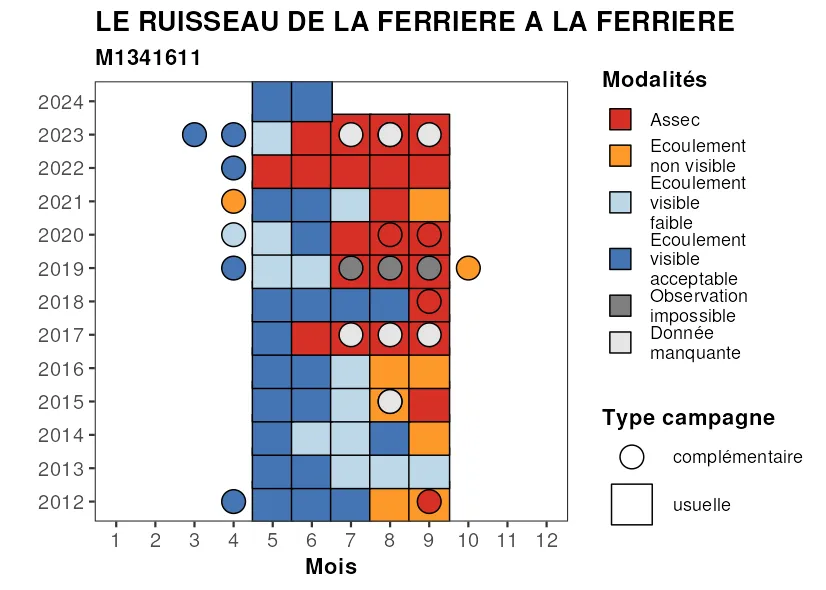 LE RUISSEAU DE LA FERRIERE A LA FERRIERE
M1341611
2024
2023
2022
2021
2020
2019
2018
2017
2016
2015
2014
2013
2012
1 2 3 4 5 6 7 8 9 10 11 12
Mois
Modalités
Assec
Ecoulement
non visible
Ecoulement
visible
faible
Ecoulement
visible
acceptable
Observation
impossible
Donnée
manquante
Type campagne
complémentaire
usuelle